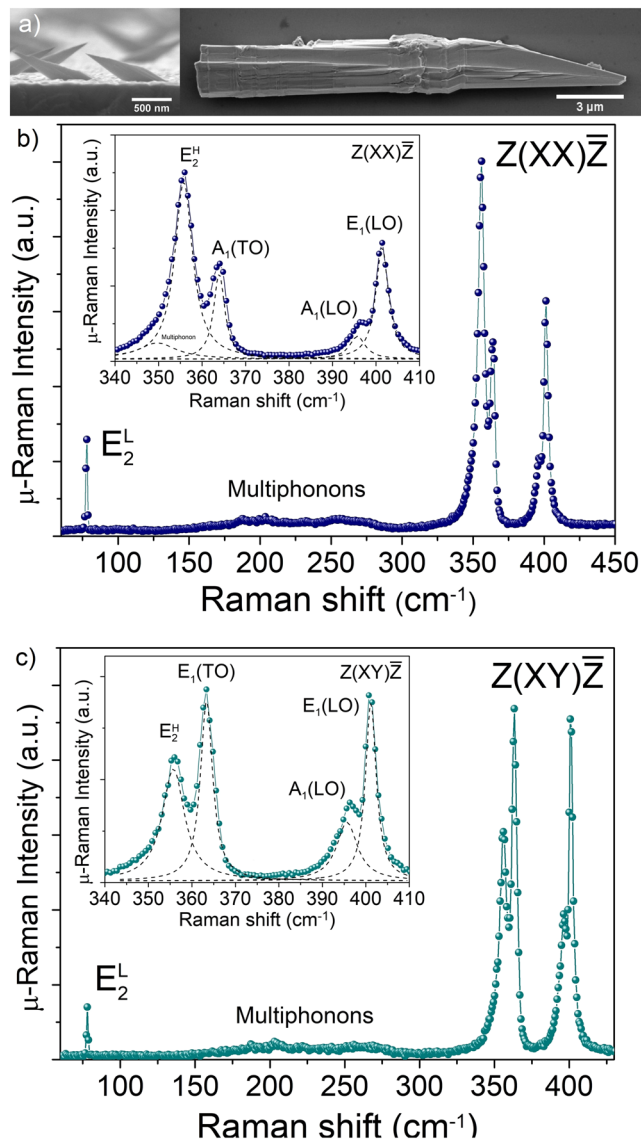 a)
500 nm
3 μm
b)
Z(XX)Z̅
μ-Raman Intensity (a.u.)
E₂ᴸ
Multiphonons
50 100 150 200 250 300 350 400 450
Raman shift (cm⁻¹)
Z(XX)Z̅
μ-Raman Intensity (a.u.)
E₂ᴴ
A₁(TO)
E₁(LO)
A₁(LO)
Multiphonon
340 350 360 370 380 390 400 410
Raman shift (cm⁻¹)
c)
Z(XY)Z̅
μ-Raman Intensity (a.u.)
E₂ᴸ
Multiphonons
100 150 200 250 300 350 400
Raman shift (cm⁻¹)
E₁(TO)
Z(XY)Z̅
μ-Raman Intensity (a.u.)
E₂ᴴ
E₁(LO)
A₁(LO)
340 350 360 370 380 390 400 410
Raman shift (cm⁻¹)